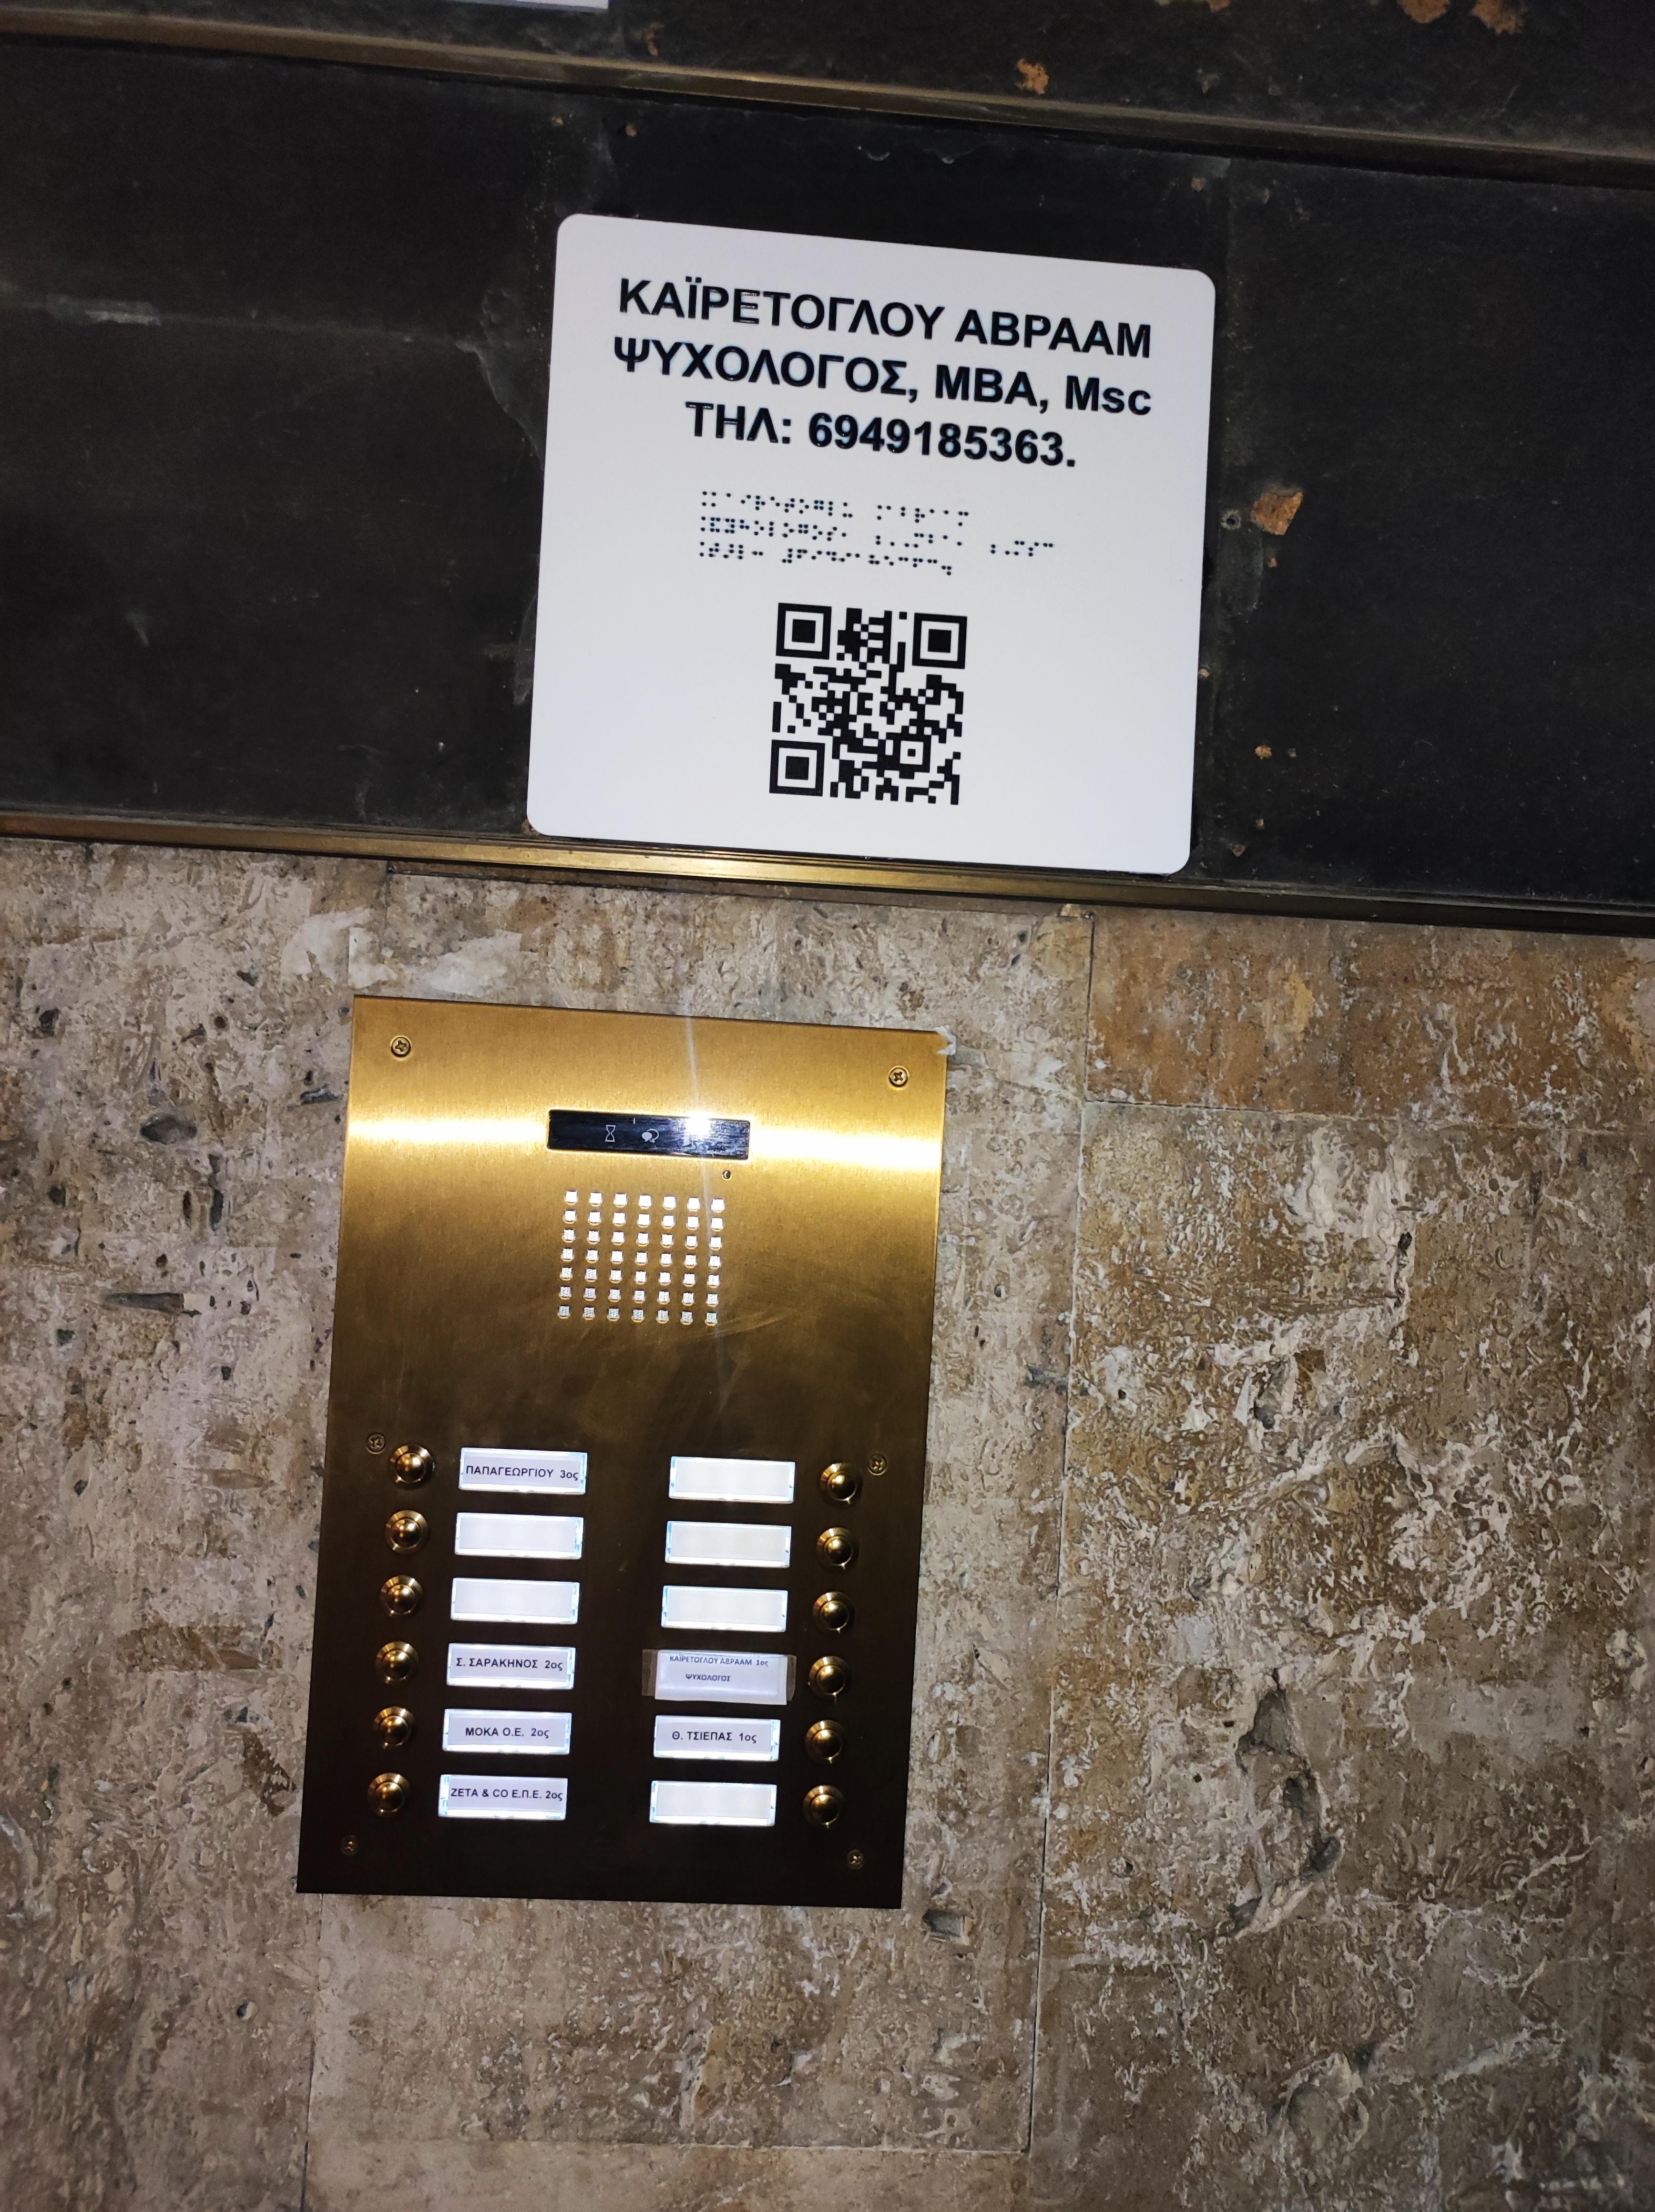 ΚΑΪΡΕΤΟΓΛΟΥ ΑΒΡΑΑΜ
ΨΥΧΟΛΟΓΟΣ, MBA, Msc
ΤΗΛ: 6949185363.
ΠΑΠΑΓΕΩΡΓΙΟΥ 3ος
Σ. ΣΑΡΑΚΗΝΟΣ 2ος
ΜΟΚΑ Ο.Ε. 2ος
ΖΕΤΑ & CO Ε.Π.Ε. 2ος
ΚΑΪΡΕΤΟΓΛΟΥ ΑΒΡΑΑΜ 1ος
ΨΥΧΟΛΟΓΟΣ
Θ. ΤΣΙΕΠΑΣ 1ος